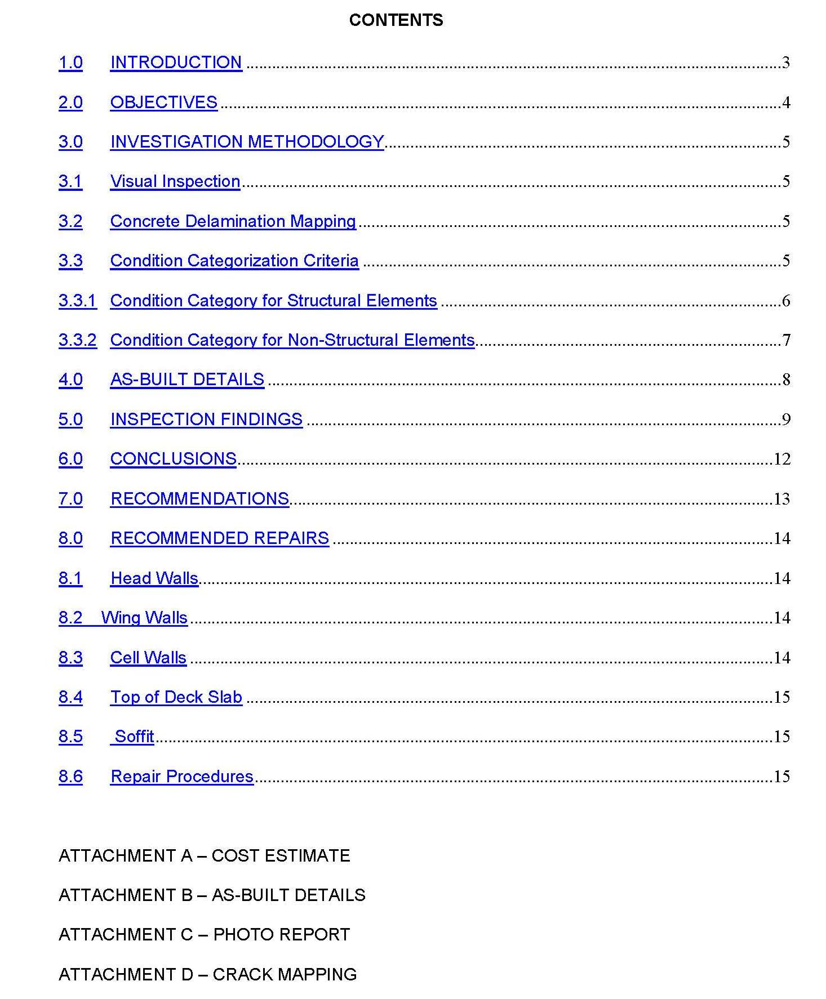 CONTENTS
1.0 INTRODUCTION ........................................ 3
2.0 OBJECTIVES ........................................ 4
3.0 INVESTIGATION METHODOLOGY ........................................ 5
3.1 Visual Inspection ........................................ 5
3.2 Concrete Delamination Mapping ........................................ 5
3.3 Condition Categorization Criteria ........................................ 5
3.3.1 Condition Category for Structural Elements ........................................ 6
3.3.2 Condition Category for Non-Structural Elements ........................................ 7
4.0 AS-BUILT DETAILS ........................................ 8
5.0 INSPECTION FINDINGS ........................................ 9
6.0 CONCLUSIONS ........................................ 12
7.0 RECOMMENDATIONS ........................................ 13
8.0 RECOMMENDED REPAIRS ........................................ 14
8.1 Head Walls ........................................ 14
8.2 Wing Walls ........................................ 14
8.3 Cell Walls ........................................ 14
8.4 Top of Deck Slab ........................................ 15
8.5 Soffit ........................................ 15
8.6 Repair Procedures ........................................ 15
ATTACHMENT A – COST ESTIMATE
ATTACHMENT B – AS-BUILT DETAILS
ATTACHMENT C – PHOTO REPORT
ATTACHMENT D – CRACK MAPPING